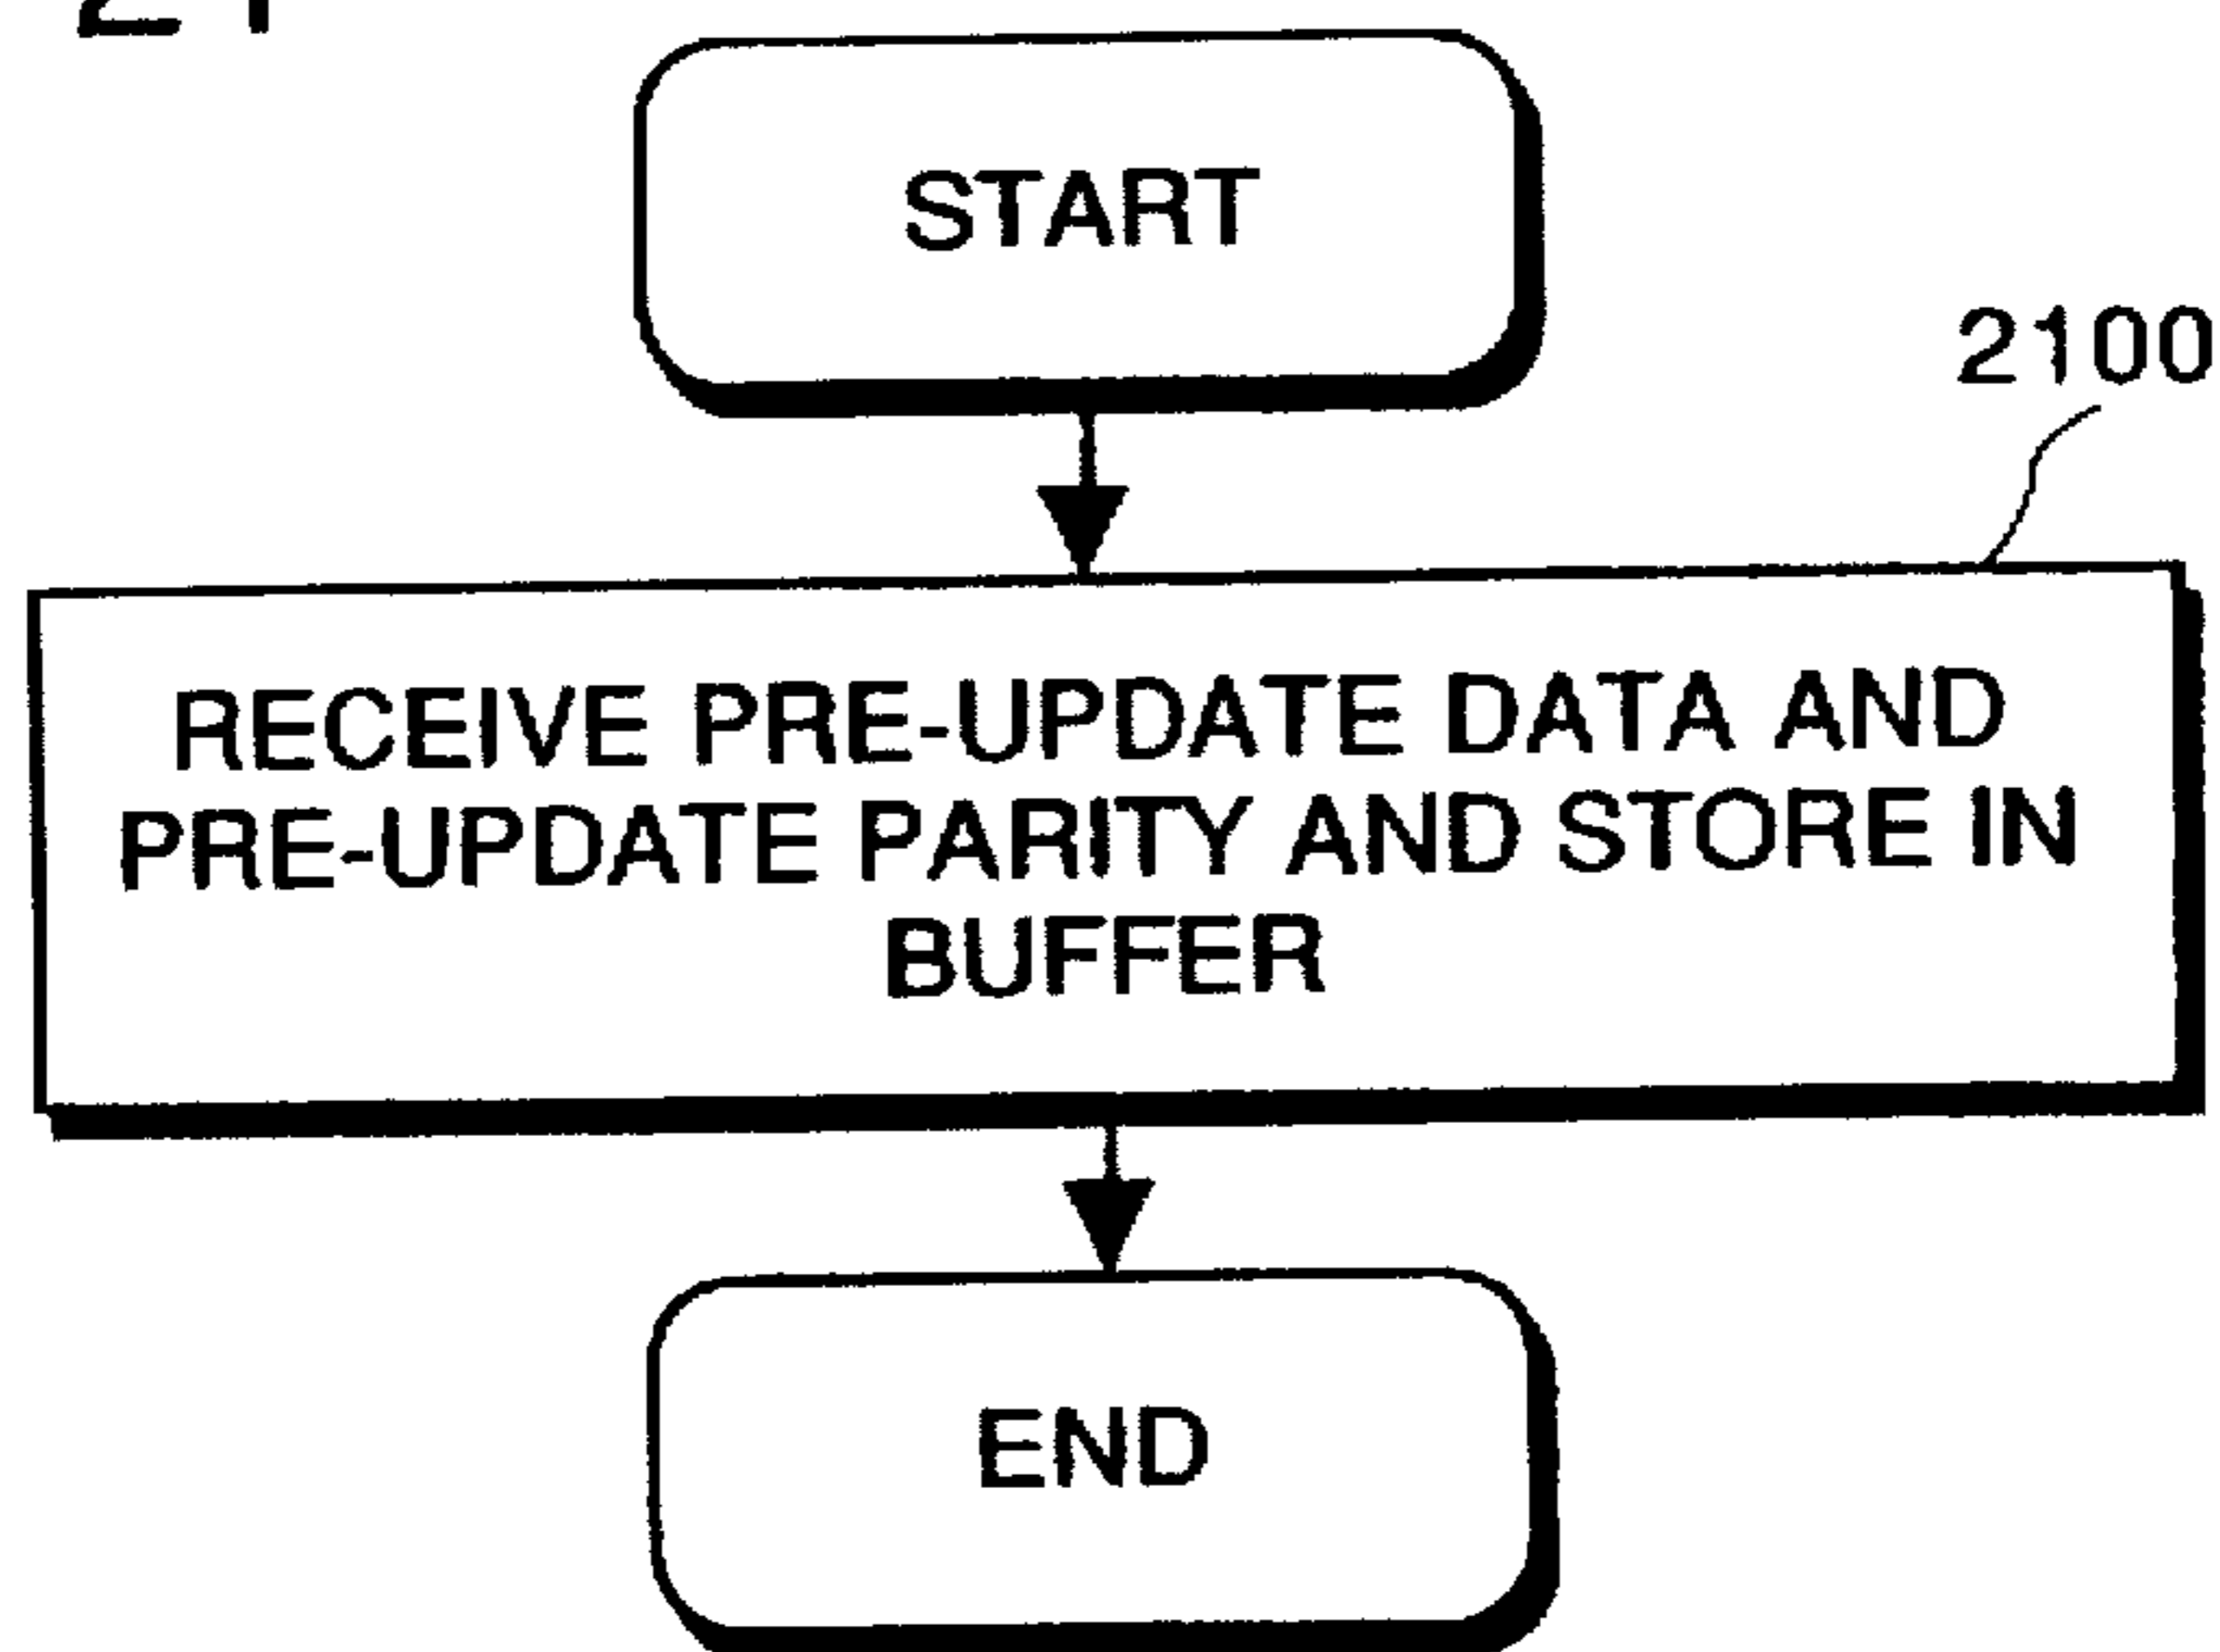 START
2100
RECEIVE PRE-UPDATE DATA AND
PRE-UPDATE PARITY AND STORE IN
BUFFER
END